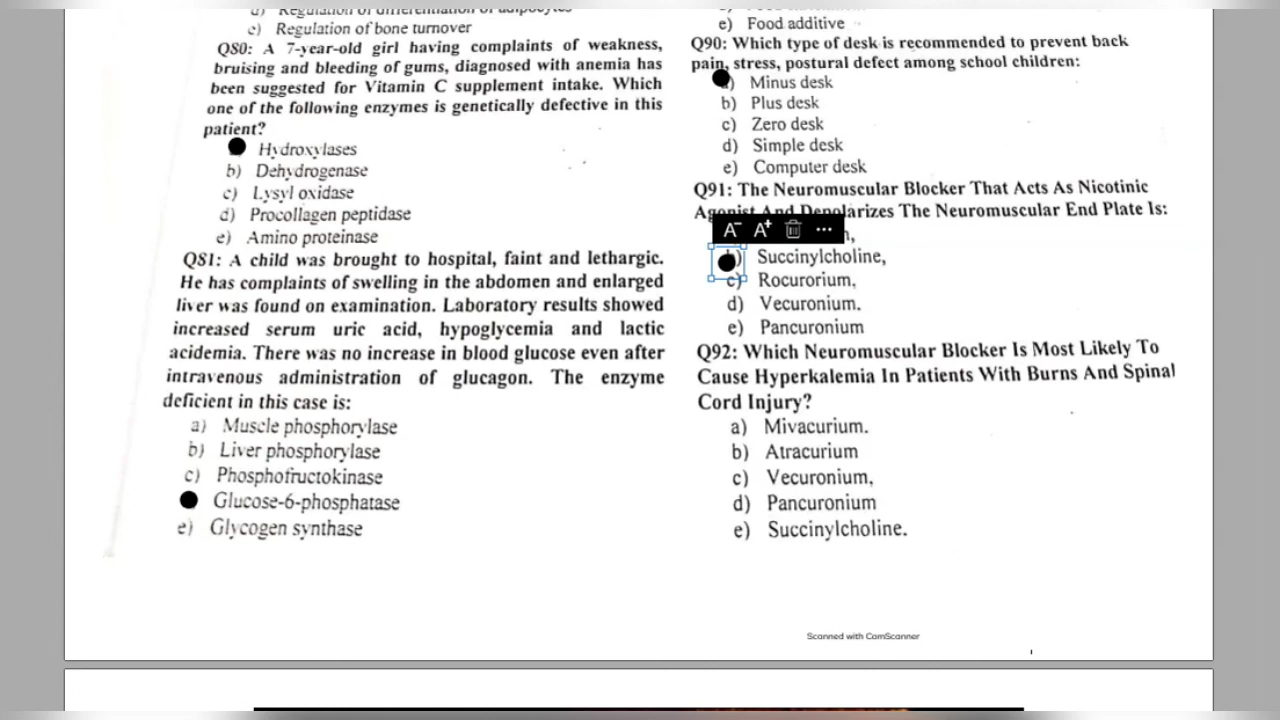 c) Regulation of bone turnover
Q80: A 7-year-old girl having complaints of weakness,
bruising and bleeding of gums, diagnosed with anemia has
been suggested for Vitamin C supplement intake. Which
one of the following enzymes is genetically defective in this
patient?
Hydroxylases
b) Dehydrogenase
c) Lysyl oxidase
d) Procollagen peptidase
e) Amino proteinase
Q81: A child was brought to hospital, faint and lethargic.
He has complaints of swelling in the abdomen and enlarged
liver was found on examination. Laboratory results showed
increased serum uric acid, hypoglycemia and lactic
acidemia. There was no increase in blood glucose even after
intravenous administration of glucagon. The enzyme
deficient in this case is:
a) Muscle phosphorylase
b) Liver phosphorylase
c) Phosphofructokinase
Glucose-6-phosphatase
e) Glycogen synthase
e) Food additive
Q90: Which type of desk is recommended to prevent back
pain, stress, postural defect among school children:
Minus desk
b) Plus desk
c) Zero desk
d) Simple desk
e) Computer desk
Q91: The Neuromuscular Blocker That Acts As Nicotinic
Agonist And Depolarizes The Neuromuscular End Plate Is:
A- A+
Succinylcholine,
c) Rocurorium,
d) Vecuronium.
e) Pancuronium
Q92: Which Neuromuscular Blocker Is Most Likely To
Cause Hyperkalemia In Patients With Burns And Spinal
Cord Injury?
a) Mivacurium.
b) Atracurium
c) Vecuronium,
d) Pancuronium
e) Succinylcholine.
Scanned with CamScanner